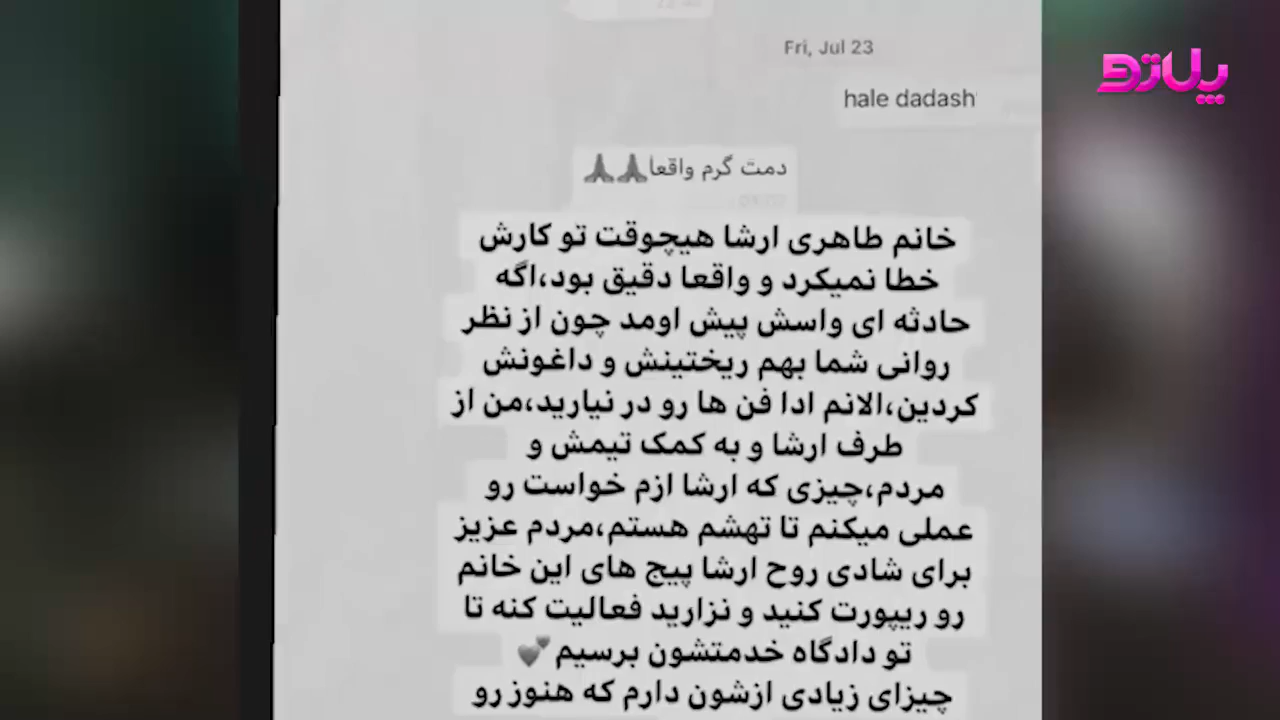 Fri, Jul 23
پلازو
hale dadash
دمت گرم واقعا🙏🙏
خانم طاهری ارشا هیچوقت تو کارش
خطا نمیکرد و واقعا دقیق بود،اگه
حادثه ای واسش پیش اومد چون از نظر
روانی شما بهم ریختینش و داغونش
کردین،الانم ادا فن ها رو در نیارید،من از
طرف ارشا و به کمک تیمش و
مردم،چیزی که ارشا ازم خواست رو
عملی میکنم تا تهشم هستم،مردم عزیز
برای شادی روح ارشا پیج های این خانم
رو ریپورت کنید و نزارید فعالیت کنه تا
تو دادگاه خدمتشون برسیم💕
چیزای زیادی ازشون دارم که هنوز رو